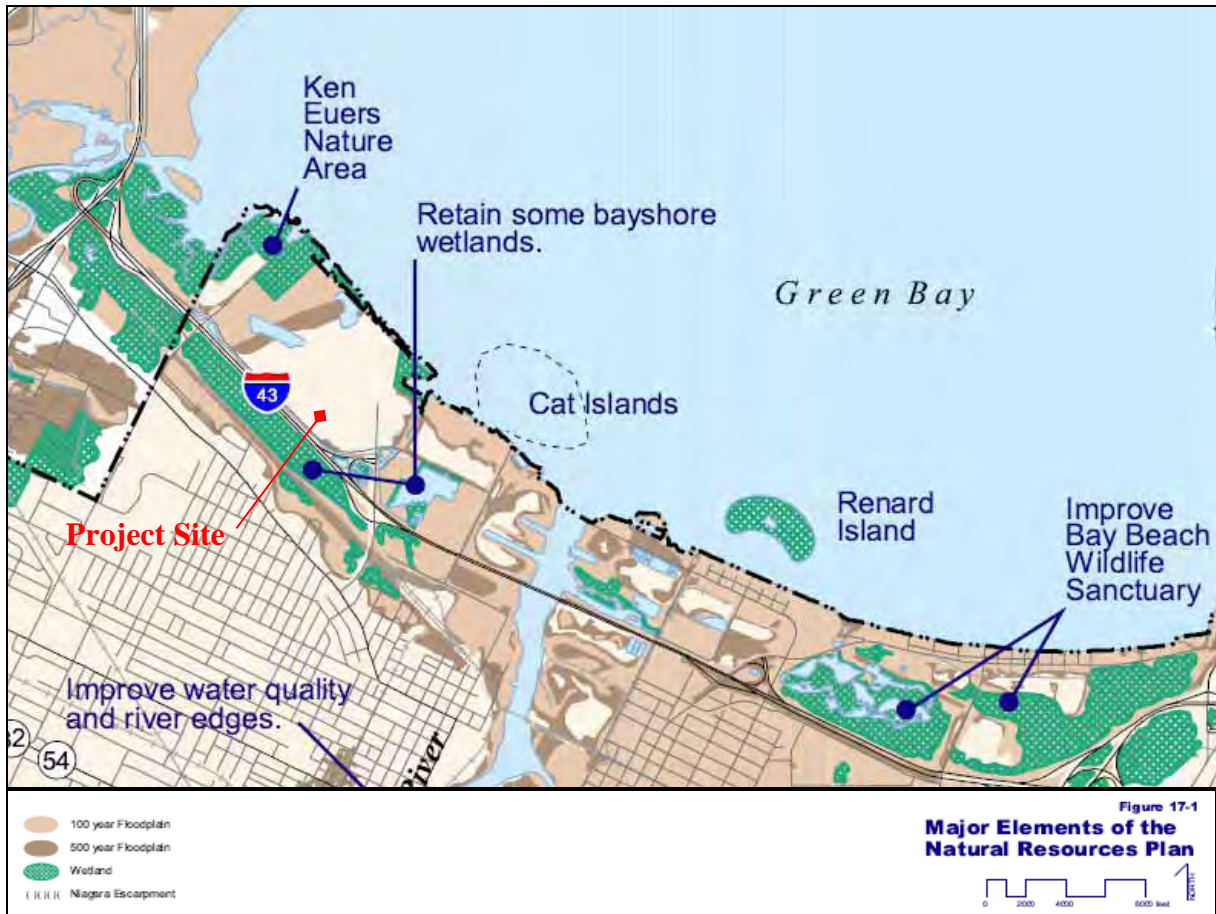 Ken
Euers
Nature
Area
Retain some bayshore
wetlands.
Green Bay
43
Cat Islands
Project Site
Renard
Island
Improve
Bay Beach
Wildlife
Sanctuary
Improve water quality
and river edges.
River
32
54
100 year Floodplain
500 year Floodplain
Wetland
Niagara Escarpment
Figure 17-1
Major Elements of the
Natural Resources Plan
NORTH
0 2000 4000 8000 feet